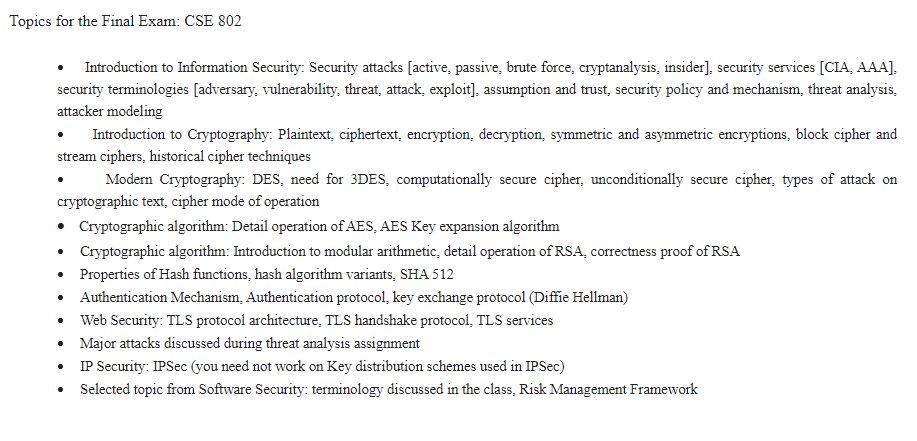 Topics for the Final Exam: CSE 802
• Introduction to Information Security: Security attacks [active, passive, brute force, cryptanalysis, insider], security services [CIA, AAA],
security terminologies [adversary, vulnerability, threat, attack, exploit], assumption and trust, security policy and mechanism, threat analysis,
attacker modeling
• Introduction to Cryptography: Plaintext, ciphertext, encryption, decryption, symmetric and asymmetric encryptions, block cipher and
stream ciphers, historical cipher techniques
• Modern Cryptography: DES, need for 3DES, computationally secure cipher, unconditionally secure cipher, types of attack on
cryptographic text, cipher mode of operation
• Cryptographic algorithm: Detail operation of AES, AES Key expansion algorithm
• Cryptographic algorithm: Introduction to modular arithmetic, detail operation of RSA, correctness proof of RSA
• Properties of Hash functions, hash algorithm variants, SHA 512
• Authentication Mechanism, Authentication protocol, key exchange protocol (Diffie Hellman)
• Web Security: TLS protocol architecture, TLS handshake protocol, TLS services
• Major attacks discussed during threat analysis assignment
• IP Security: IPSec (you need not work on Key distribution schemes used in IPSec)
• Selected topic from Software Security: terminology discussed in the class, Risk Management Framework